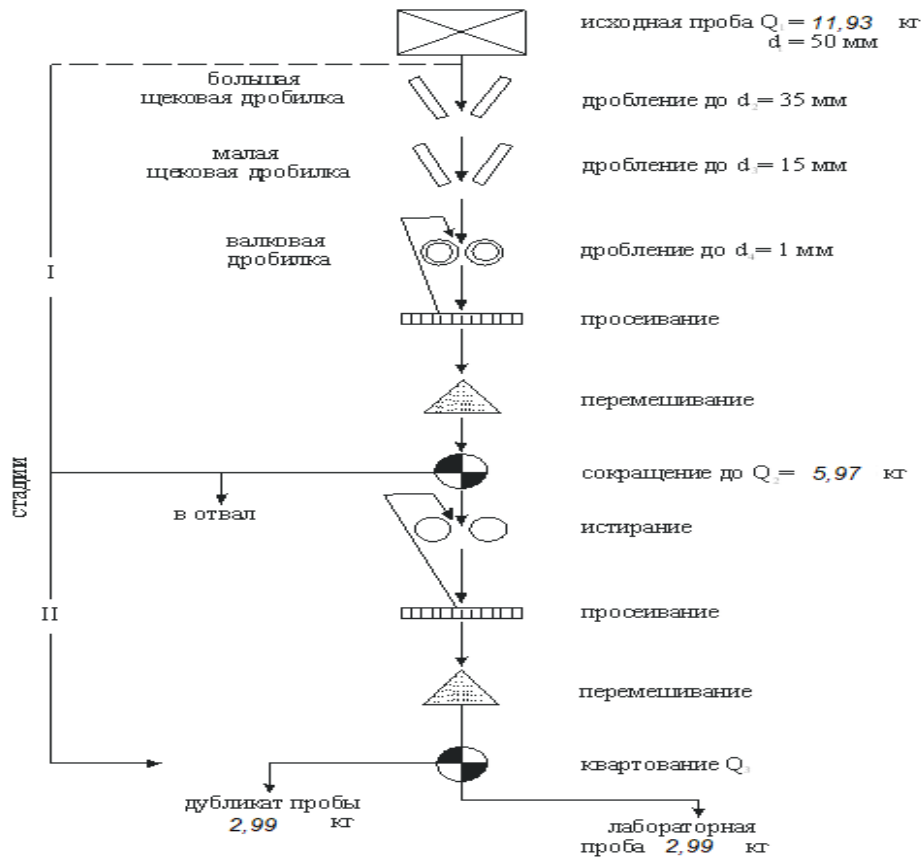 исходная проба Q₁ = 11,93 кг
d₁ = 50 мм
большая
щековая дробилка
дробление до d₂= 35 мм
малая
щековая дробилка
дробление до d₃= 15 мм
валковая
дробилка
дробление до d₄= 1 мм
I
просеивание
перемешивание
стадии
сокращение до Q₂= 5,97 кг
в отвал
истирание
II
просеивание
перемешивание
квартование Q₃
дубликат пробы
2,99 кг
лабораторная
проба 2,99 кг